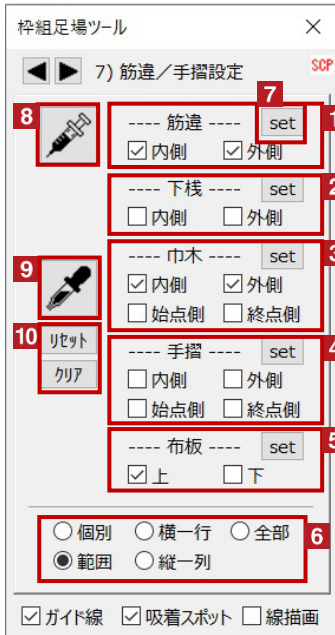 枠組足場ツール ×
◀ ▶ 7) 筋違／手摺設定 SCP
7
8 ---- 筋違 ---- set 1
内側 外側
---- 下桟 ---- set 2
内側 外側
9 ---- 巾木 ---- set 3
内側 外側
始点側 終点側
10 リセット ---- 手摺 ---- set 4
クリア 内側 外側
始点側 終点側
---- 布板 ---- set 5
上 下
個別 横一行 全部 6
範囲 縦一列
ガイド線 吸着スポット 線描画